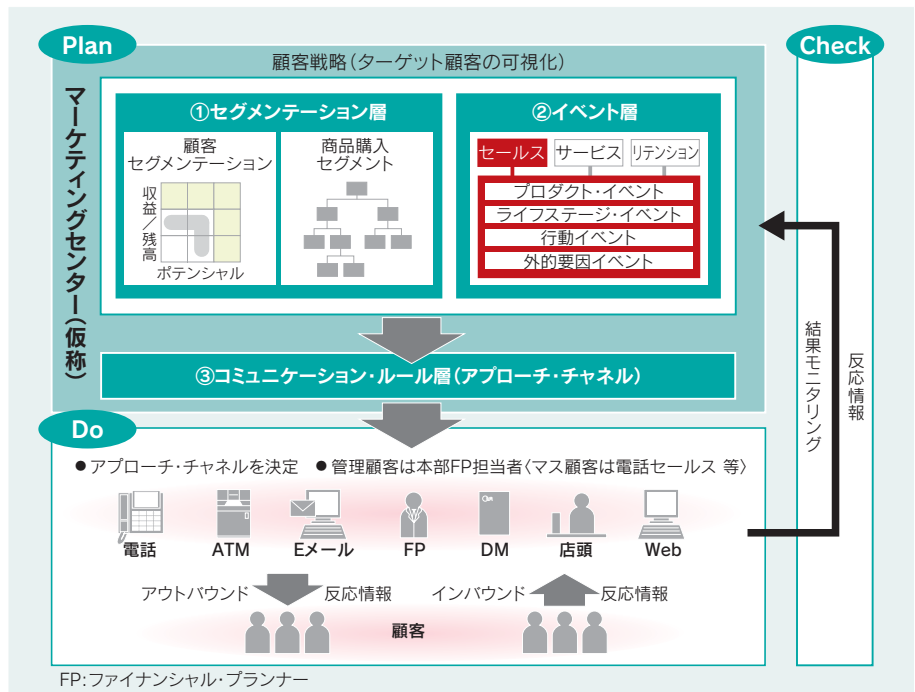 Plan
Check
顧客戦略（ターゲット顧客の可視化）
マーケティングセンター（仮称）
①セグメンテーション層
顧客
セグメンテーション
収益／残高
ポテンシャル
商品購入
セグメント
②イベント層
セールス
サービス
リテンション
プロダクト・イベント
ライフステージ・イベント
行動イベント
外的要因イベント
③コミュニケーション・ルール層（アプローチ・チャネル）
結果モニタリング
反応情報
Do
●アプローチ・チャネルを決定 ●管理顧客は本部FP担当者〈マス顧客は電話セールス 等〉
電話 ATM Eメール FP DM 店頭 Web
アウトバウンド 反応情報 インバウンド 反応情報
顧客
FP：ファイナンシャル・プランナー